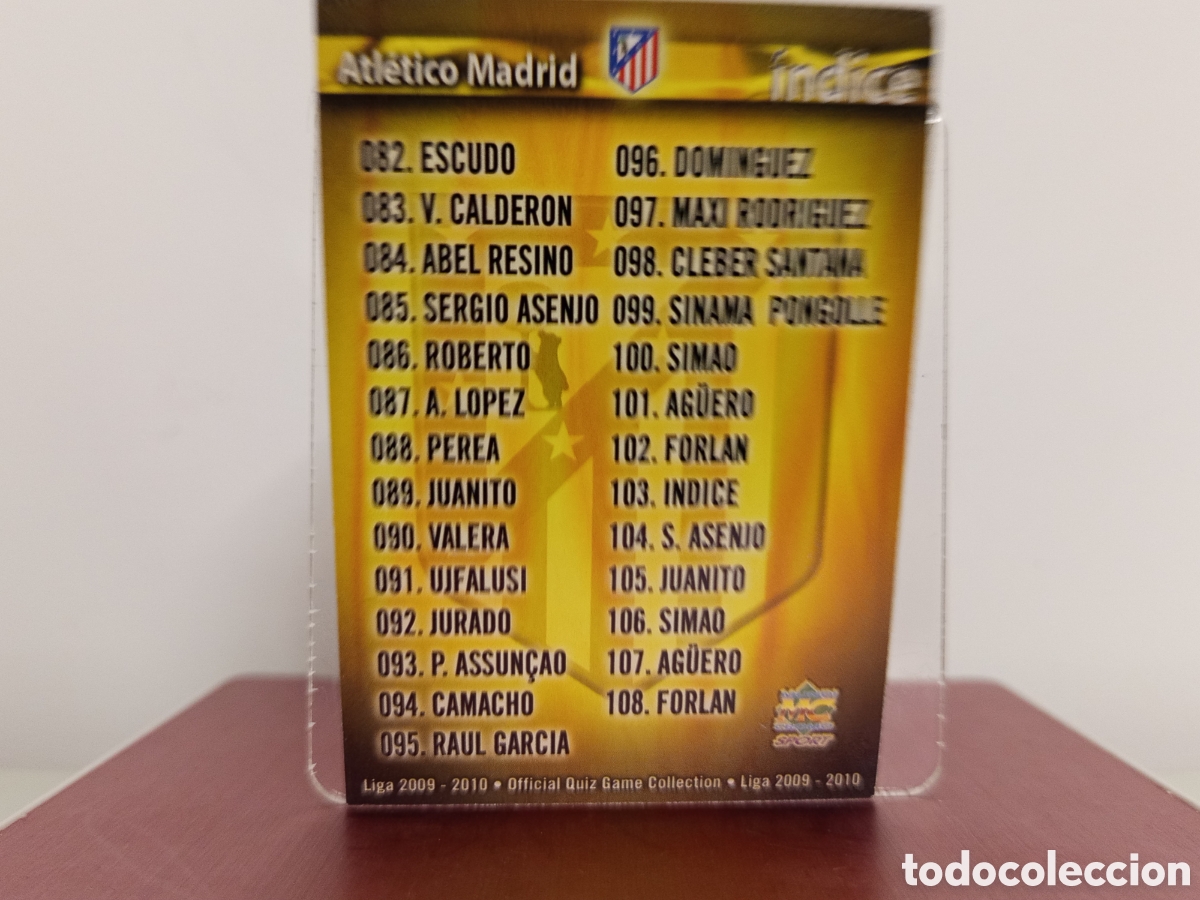 Atlético Madrid
índice
082. ESCUDO
083. V. CALDERON
084. ABEL RESINO
085. SERGIO ASENJO
086. ROBERTO
087. A. LOPEZ
088. PEREA
089. JUANITO
090. VALERA
091. UJFALUSI
092. JURADO
093. P. ASSUNÇAO
094. CAMACHO
095. RAUL GARCIA
096. DOMINGUEZ
097. MAXI RODRIGUEZ
098. CLEBER SANTANA
099. SINAMA PONGOLLE
100. SIMAO
101. AGÜERO
102. FORLAN
103. INDICE
104. S. ASENJO
105. JUANITO
106. SIMAO
107. AGÜERO
108. FORLAN
MC
SPORT
Liga 2009 - 2010 • Official Quiz Game Collection • Liga 2009 - 2010
todocoleccion